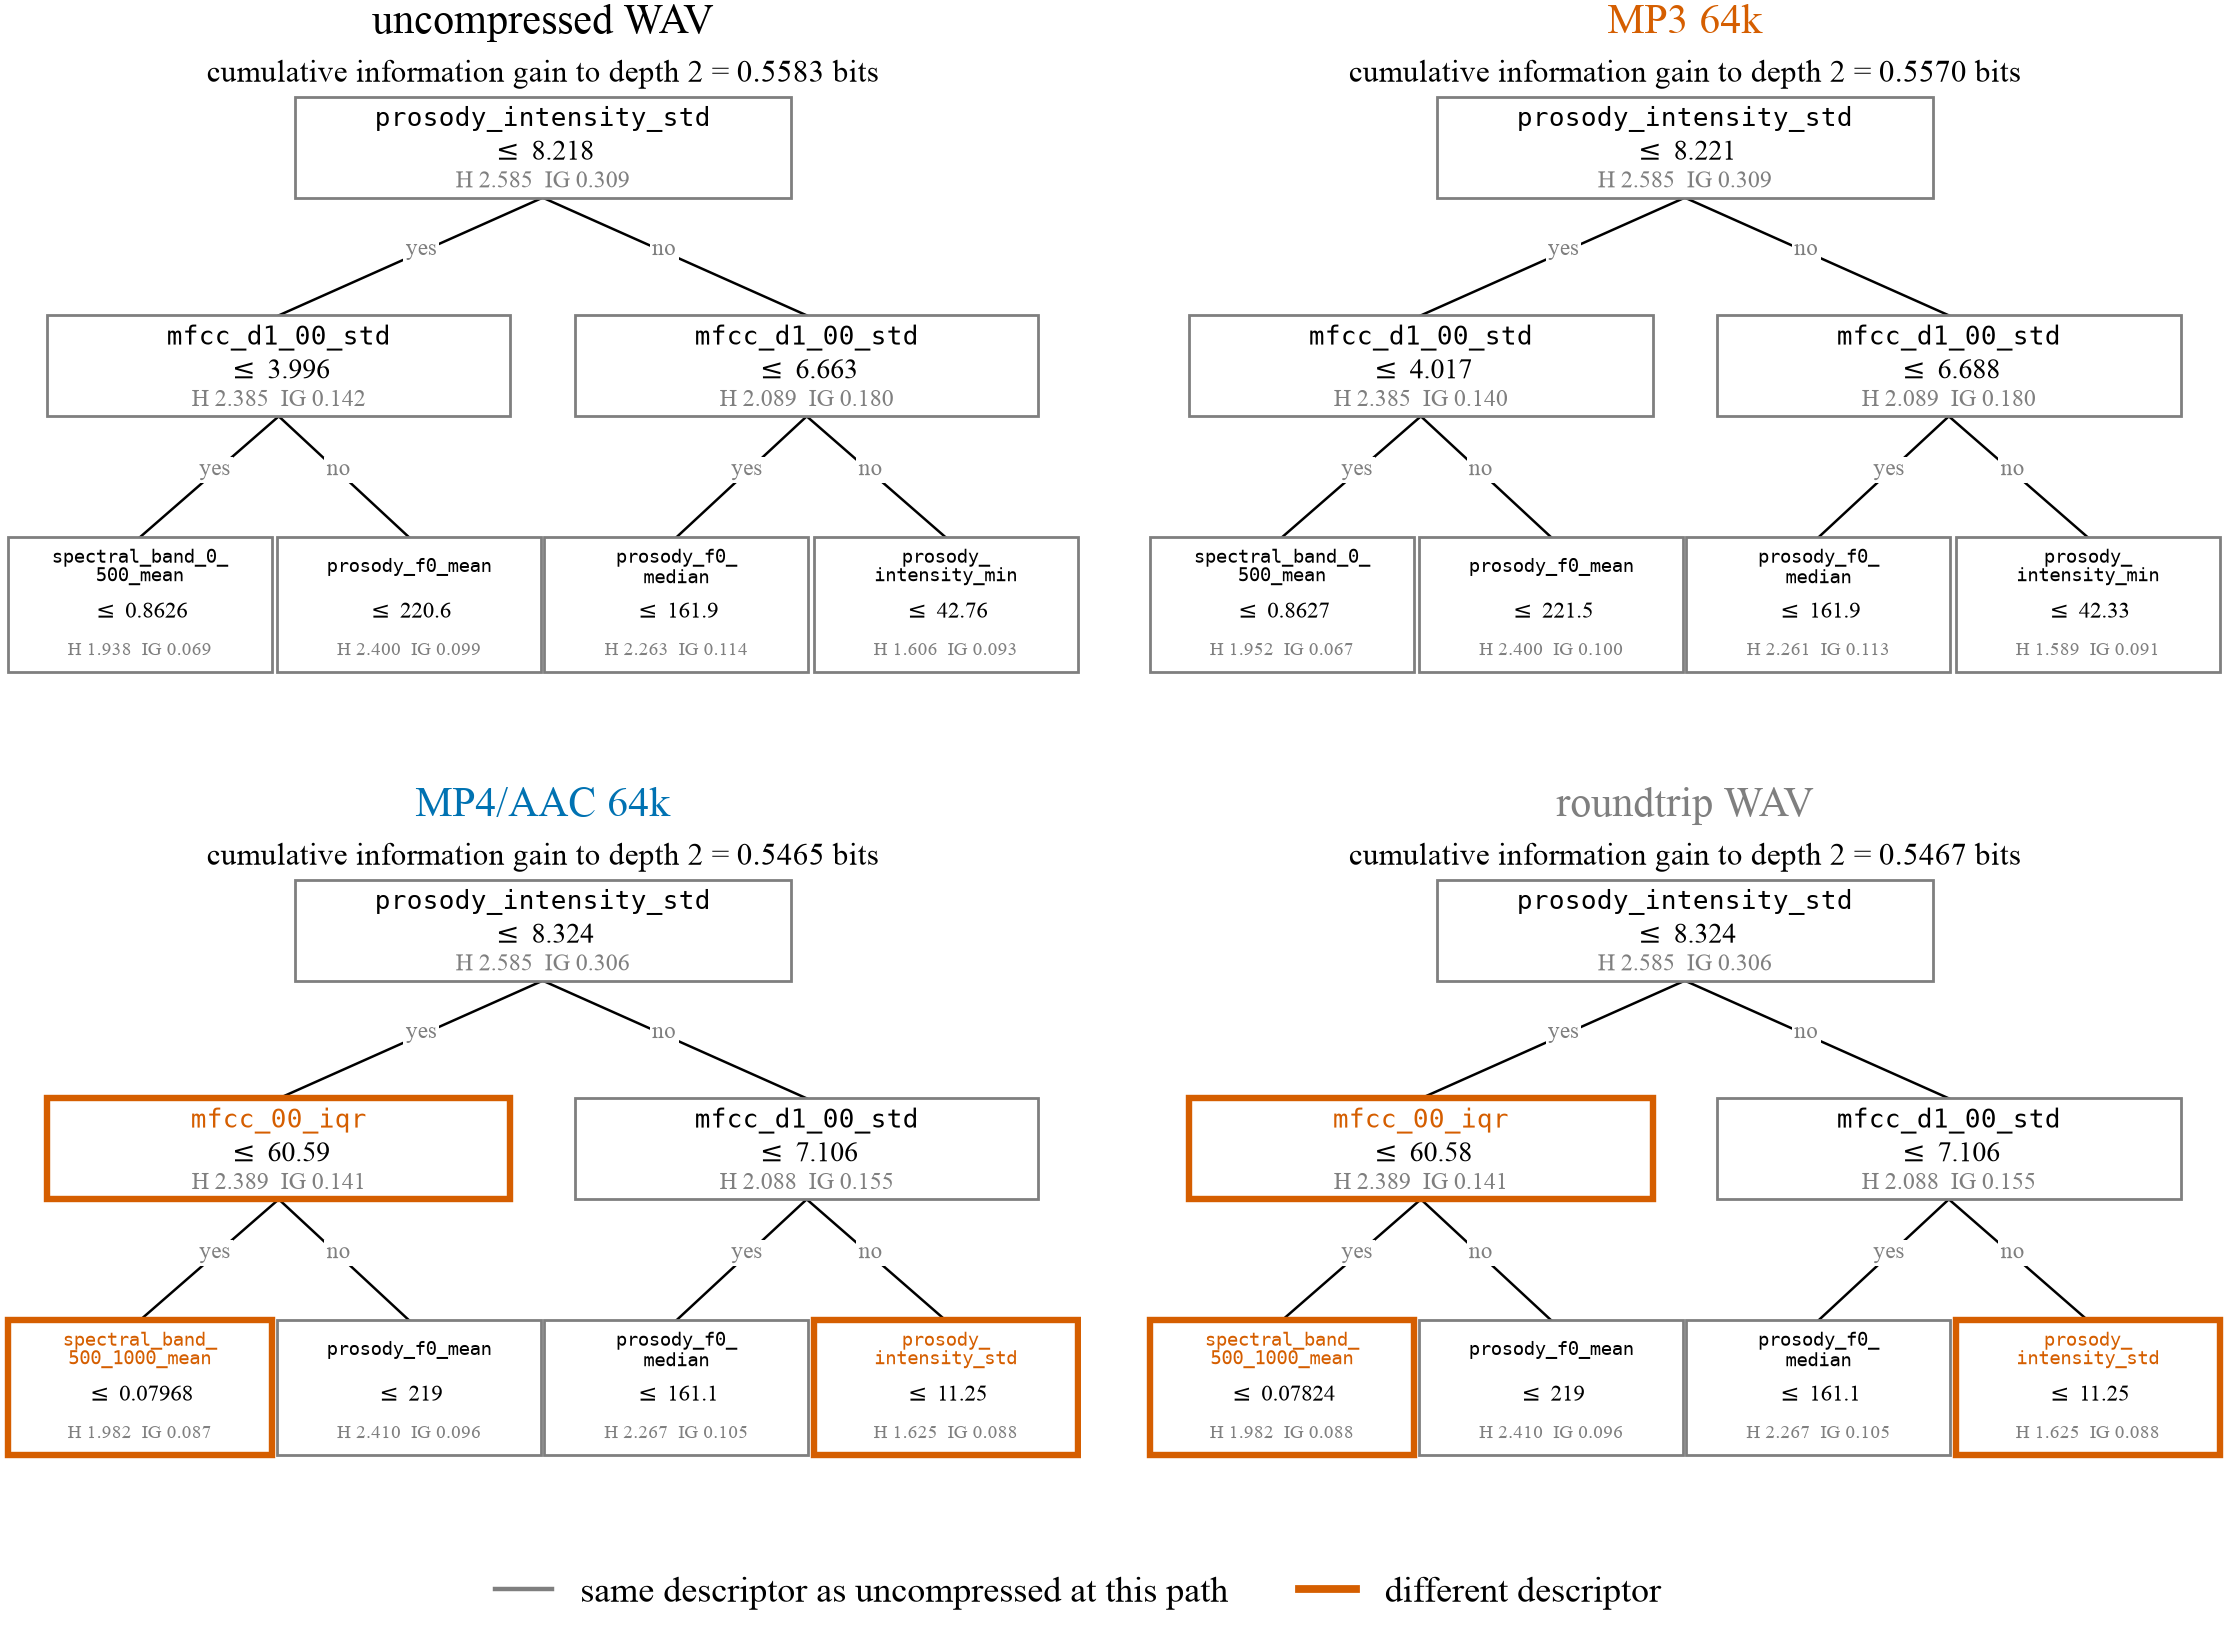 uncompressed WAV
cumulative information gain to depth 2 = 0.5583 bits
prosody_intensity_std
≤ 8.218
H 2.585 IG 0.309
yes
no
mfcc_d1_00_std
≤ 3.996
H 2.385 IG 0.142
mfcc_d1_00_std
≤ 6.663
H 2.089 IG 0.180
yes
no
yes
no
spectral_band_0_
500_mean
≤ 0.8626
H 1.938 IG 0.069
prosody_f0_mean
≤ 220.6
H 2.400 IG 0.099
prosody_f0_
median
≤ 161.9
H 2.263 IG 0.114
prosody_
intensity_min
≤ 42.76
H 1.606 IG 0.093
MP3 64k
cumulative information gain to depth 2 = 0.5570 bits
prosody_intensity_std
≤ 8.221
H 2.585 IG 0.309
yes
no
mfcc_d1_00_std
≤ 4.017
H 2.385 IG 0.140
mfcc_d1_00_std
≤ 6.688
H 2.089 IG 0.180
yes
no
yes
no
spectral_band_0_
500_mean
≤ 0.8627
H 1.952 IG 0.067
prosody_f0_mean
≤ 221.5
H 2.400 IG 0.100
prosody_f0_
median
≤ 161.9
H 2.261 IG 0.113
prosody_
intensity_min
≤ 42.33
H 1.589 IG 0.091
MP4/AAC 64k
cumulative information gain to depth 2 = 0.5465 bits
prosody_intensity_std
≤ 8.324
H 2.585 IG 0.306
yes
no
mfcc_00_iqr
≤ 60.59
H 2.389 IG 0.141
mfcc_d1_00_std
≤ 7.106
H 2.088 IG 0.155
yes
no
yes
no
spectral_band_
500_1000_mean
≤ 0.07968
H 1.982 IG 0.087
prosody_f0_mean
≤ 219
H 2.410 IG 0.096
prosody_f0_
median
≤ 161.1
H 2.267 IG 0.105
prosody_
intensity_std
≤ 11.25
H 1.625 IG 0.088
roundtrip WAV
cumulative information gain to depth 2 = 0.5467 bits
prosody_intensity_std
≤ 8.324
H 2.585 IG 0.306
yes
no
mfcc_00_iqr
≤ 60.58
H 2.389 IG 0.141
mfcc_d1_00_std
≤ 7.106
H 2.088 IG 0.155
yes
no
yes
no
spectral_band_
500_1000_mean
≤ 0.07824
H 1.982 IG 0.088
prosody_f0_mean
≤ 219
H 2.410 IG 0.096
prosody_f0_
median
≤ 161.1
H 2.267 IG 0.105
prosody_
intensity_std
≤ 11.25
H 1.625 IG 0.088
same descriptor as uncompressed at this path
different descriptor